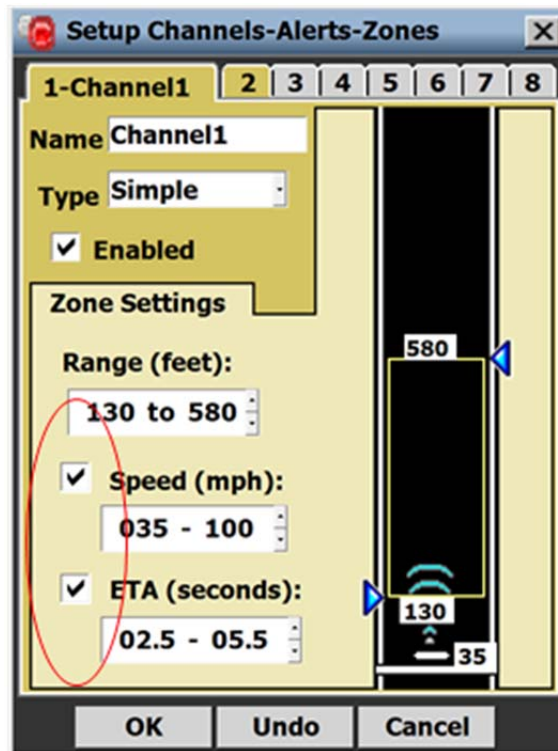 Setup Channels-Alerts-Zones
1-Channel1 2 3 4 5 6 7 8
Name Channel1
Type Simple
Enabled
Zone Settings
Range (feet):
130 to 580
Speed (mph):
035 - 100
ETA (seconds):
02.5 - 05.5
580
130
35
OK Undo Cancel